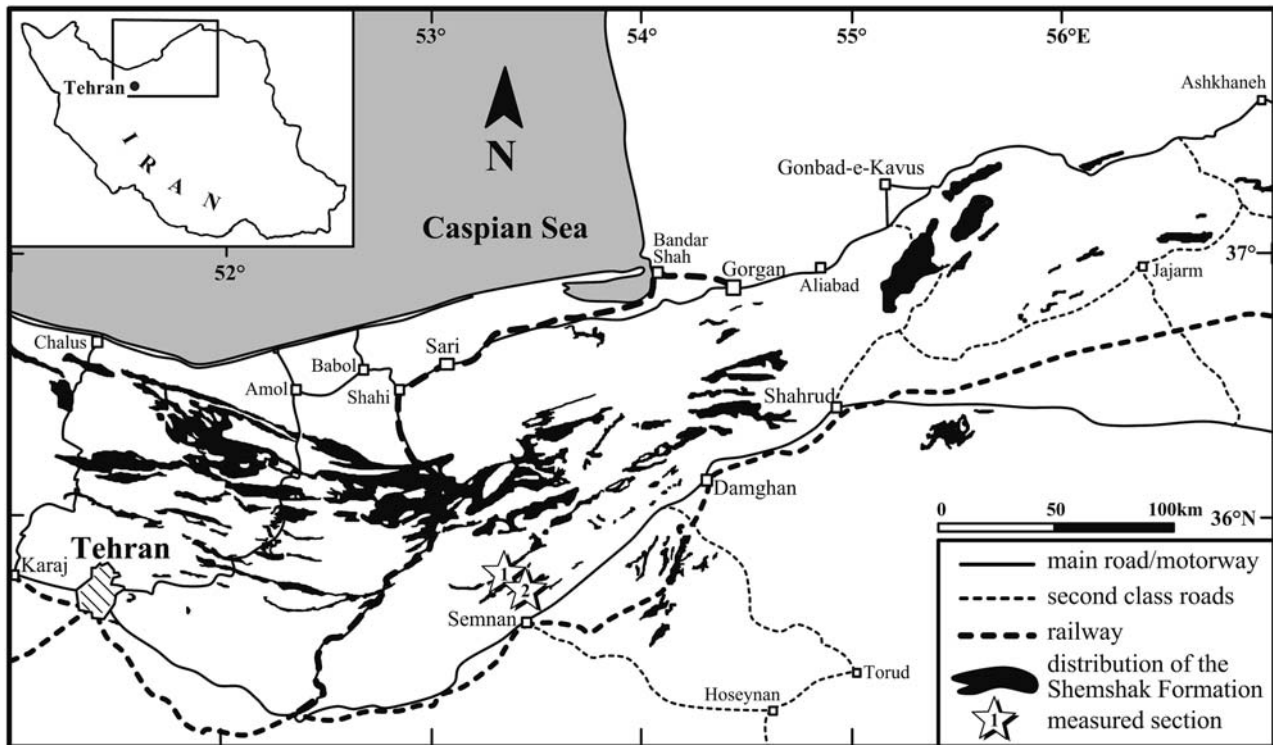 53°
54°
55°
56°E
Tehran
IRAN
Ashkhaneh
N
Gonbad-e-Kavus
Caspian Sea
Bandar
Shah
37°
52°
Gorgan
Aliabad
Jajarm
Chalus
Sari
Babol
Amol
Shahi
Shahrud
Damghan
0 50 100km
36°N
Tehran
Karaj
1
2
Semnan
Torud
Hoseynan
main road/motorway
second class roads
railway
distribution of the
Shemshak Formation
1 measured section